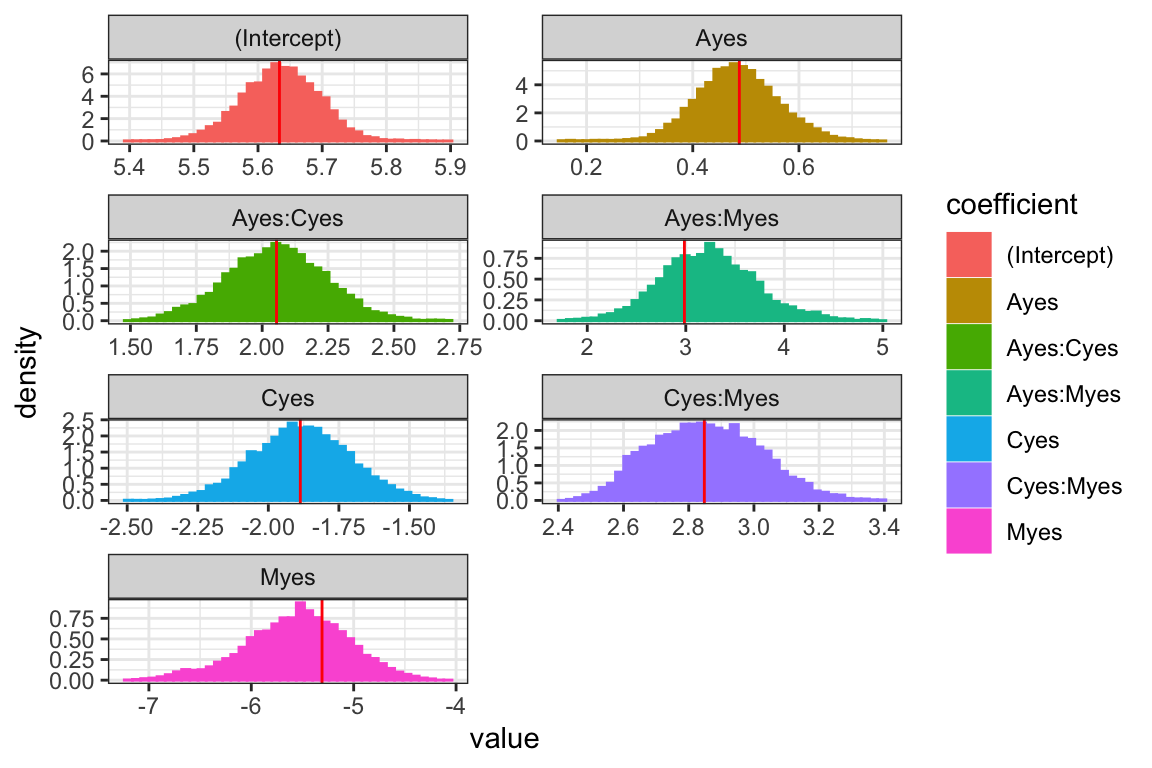 (Intercept)
Ayes
6
4
2
0
4
2
0
5.4 5.5 5.6 5.7 5.8 5.9
0.2 0.4 0.6
Ayes:Cyes
Ayes:Myes
2.0
1.5
1.0
0.5
0.0
0.75
0.50
0.25
0.00
1.50 1.75 2.00 2.25 2.50 2.75
2 3 4 5
Cyes
Cyes:Myes
2.5
2.0
1.5
1.0
0.5
0.0
2.0
1.5
1.0
0.5
0.0
-2.50 -2.25 -2.00 -1.75 -1.50
2.4 2.6 2.8 3.0 3.2 3.4
Myes
0.75
0.50
0.25
0.00
-7 -6 -5 -4
density
value
coefficient
(Intercept)
Ayes
Ayes:Cyes
Ayes:Myes
Cyes
Cyes:Myes
Myes